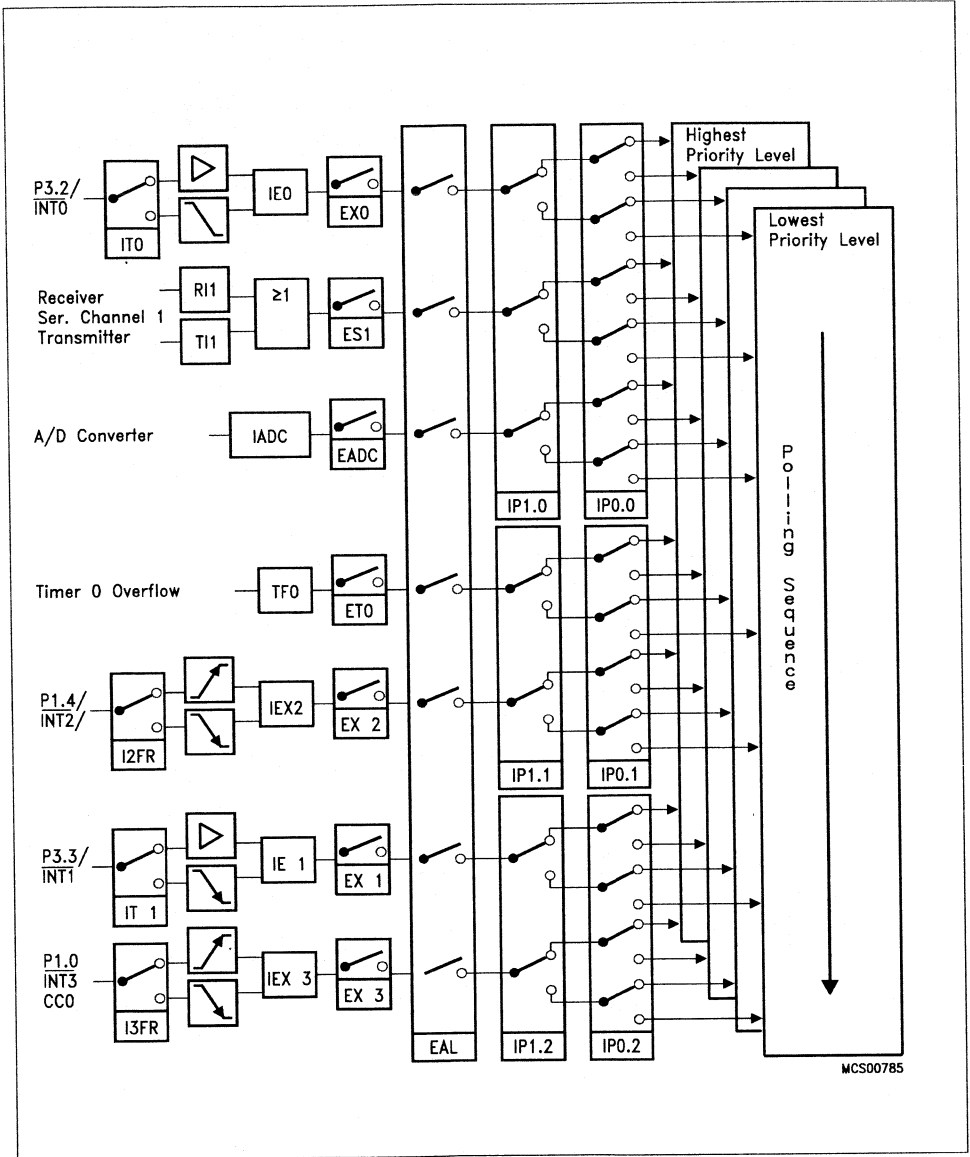 Highest
Priority Level
Lowest
Priority Level
P3.2/
INT0
IT0
IE0
EX0
Receiver
Ser. Channel 1
Transmitter
RI1
TI1
≥1
ES1
A/D Converter
IADC
EADC
IP1.0
IP0.0
Polling Sequence
Timer 0 Overflow
TF0
ET0
P1.4/
INT2/
I2FR
IEX2
EX 2
IP1.1
IP0.1
P3.3/
INT1
IT 1
IE 1
EX 1
P1.0
INT3
CC0
I3FR
IEX 3
EX 3
EAL
IP1.2
IP0.2
MCS00785